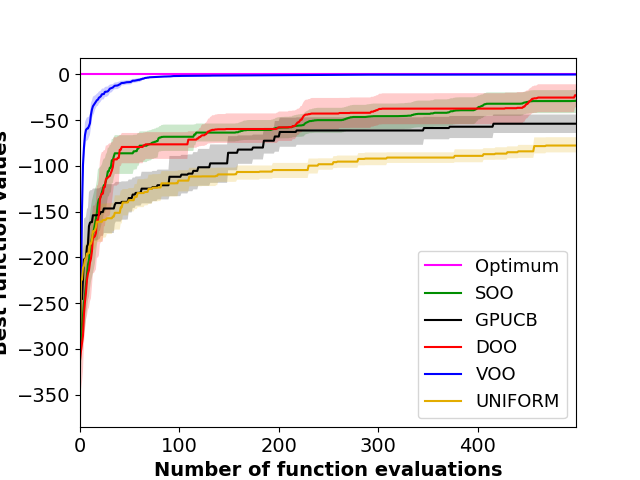 Best function values
0
−50
−100
−150
−200
−250
−300
−350
0 100 200 300 400
Number of function evaluations
Optimum
SOO
GPUCB
DOO
VOO
UNIFORM